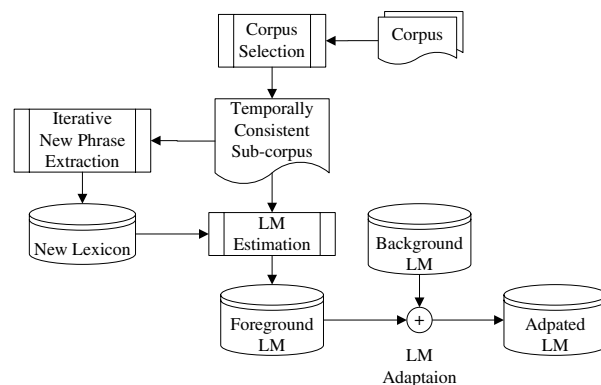 Corpus
Selection
Corpus
Temporally
Consistent
Sub-corpus
Iterative
New Phrase
Extraction
New Lexicon
LM
Estimation
Background
LM
Foreground
LM
+
Adpated
LM
LM
Adaptaion